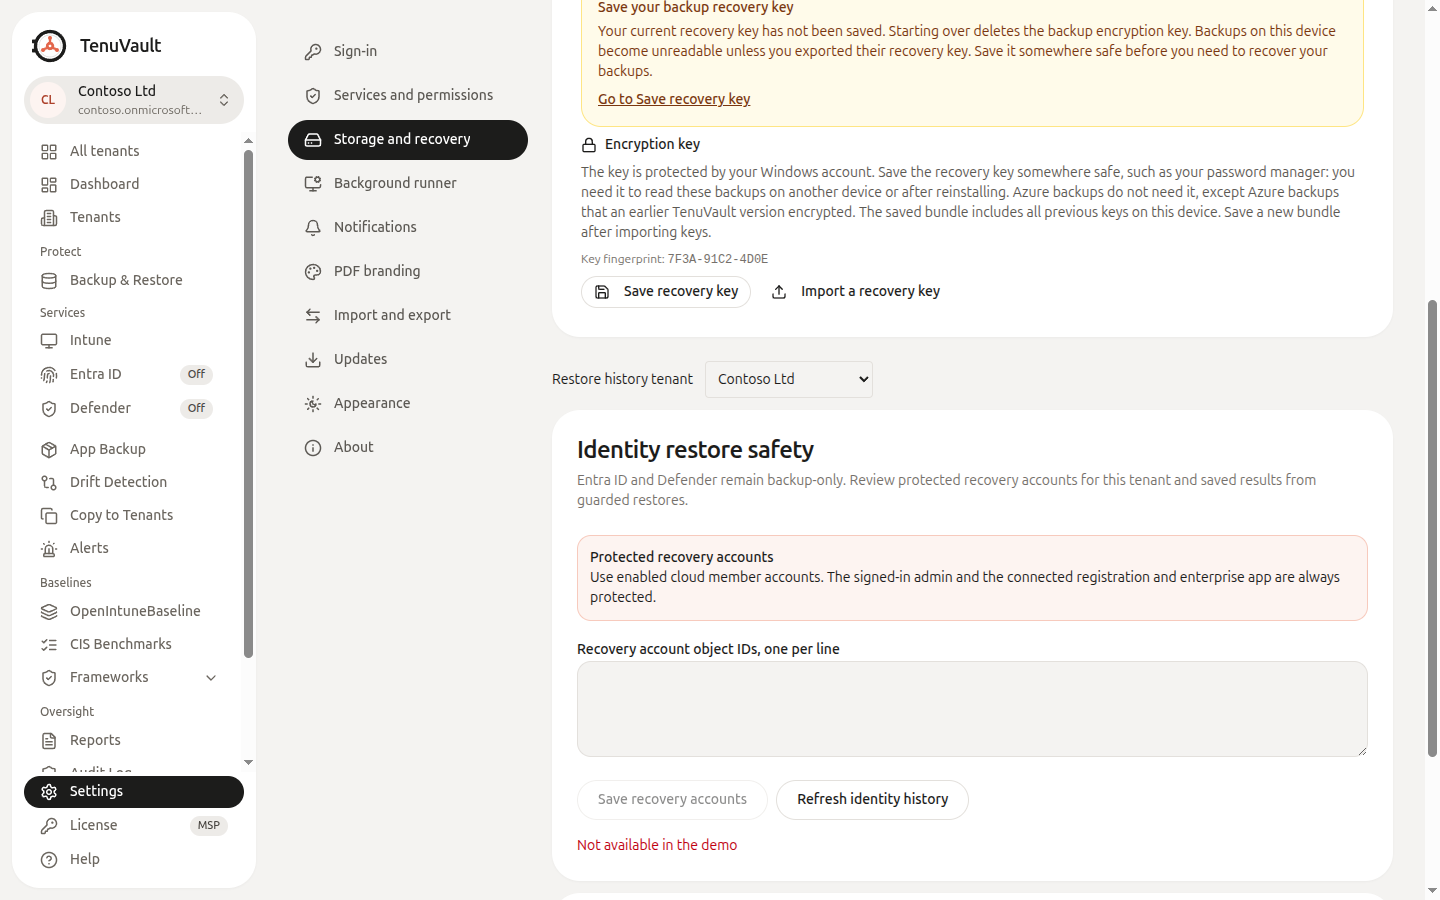 TenuVault
CL
Contoso Ltd
contoso.onmicrosoft...
All tenants
Dashboard
Tenants
Protect
Backup & Restore
Services
Intune
Entra ID
Off
Defender
Off
App Backup
Drift Detection
Copy to Tenants
Alerts
Baselines
OpenIntuneBaseline
CIS Benchmarks
Frameworks
Oversight
Reports
Audit Log
Settings
License
MSP
Help
Sign-in
Services and permissions
Storage and recovery
Background runner
Notifications
PDF branding
Import and export
Updates
Appearance
About
Save your backup recovery key
Your current recovery key has not been saved. Starting over deletes the backup encryption key. Backups on this device
become unreadable unless you exported their recovery key. Save it somewhere safe before you need to recover your
backups.
Go to Save recovery key
Encryption key
The key is protected by your Windows account. Save the recovery key somewhere safe, such as your password manager: you
need it to read these backups on another device or after reinstalling. Azure backups do not need it, except Azure backups
that an earlier TenuVault version encrypted. The saved bundle includes all previous keys on this device. Save a new bundle
after importing keys.
Key fingerprint: 7F3A-91C2-4D0E
Save recovery key
Import a recovery key
Restore history tenant
Contoso Ltd
Identity restore safety
Entra ID and Defender remain backup-only. Review protected recovery accounts for this tenant and saved results from
guarded restores.
Protected recovery accounts
Use enabled cloud member accounts. The signed-in admin and the connected registration and enterprise app are always
protected.
Recovery account object IDs, one per line
Save recovery accounts
Refresh identity history
Not available in the demo